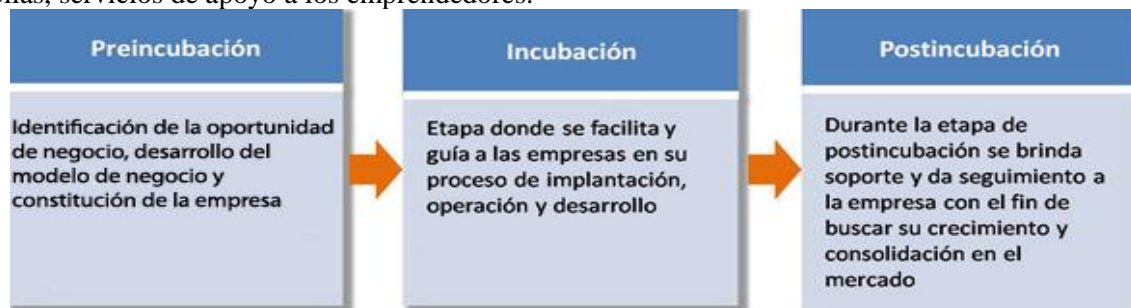 servicios de apoyo a los emprendedores.
Preincubación
Identificación de la oportunidad
de negocio, desarrollo del
modelo de negocio y
constitución de la empresa
Incubación
Etapa donde se facilita y
guía a las empresas en su
proceso de implantación,
operación y desarrollo
Postincubación
Durante la etapa de
postincubación se brinda
soporte y da seguimiento a
la empresa con el fin de
buscar su crecimiento y
consolidación en el
mercado